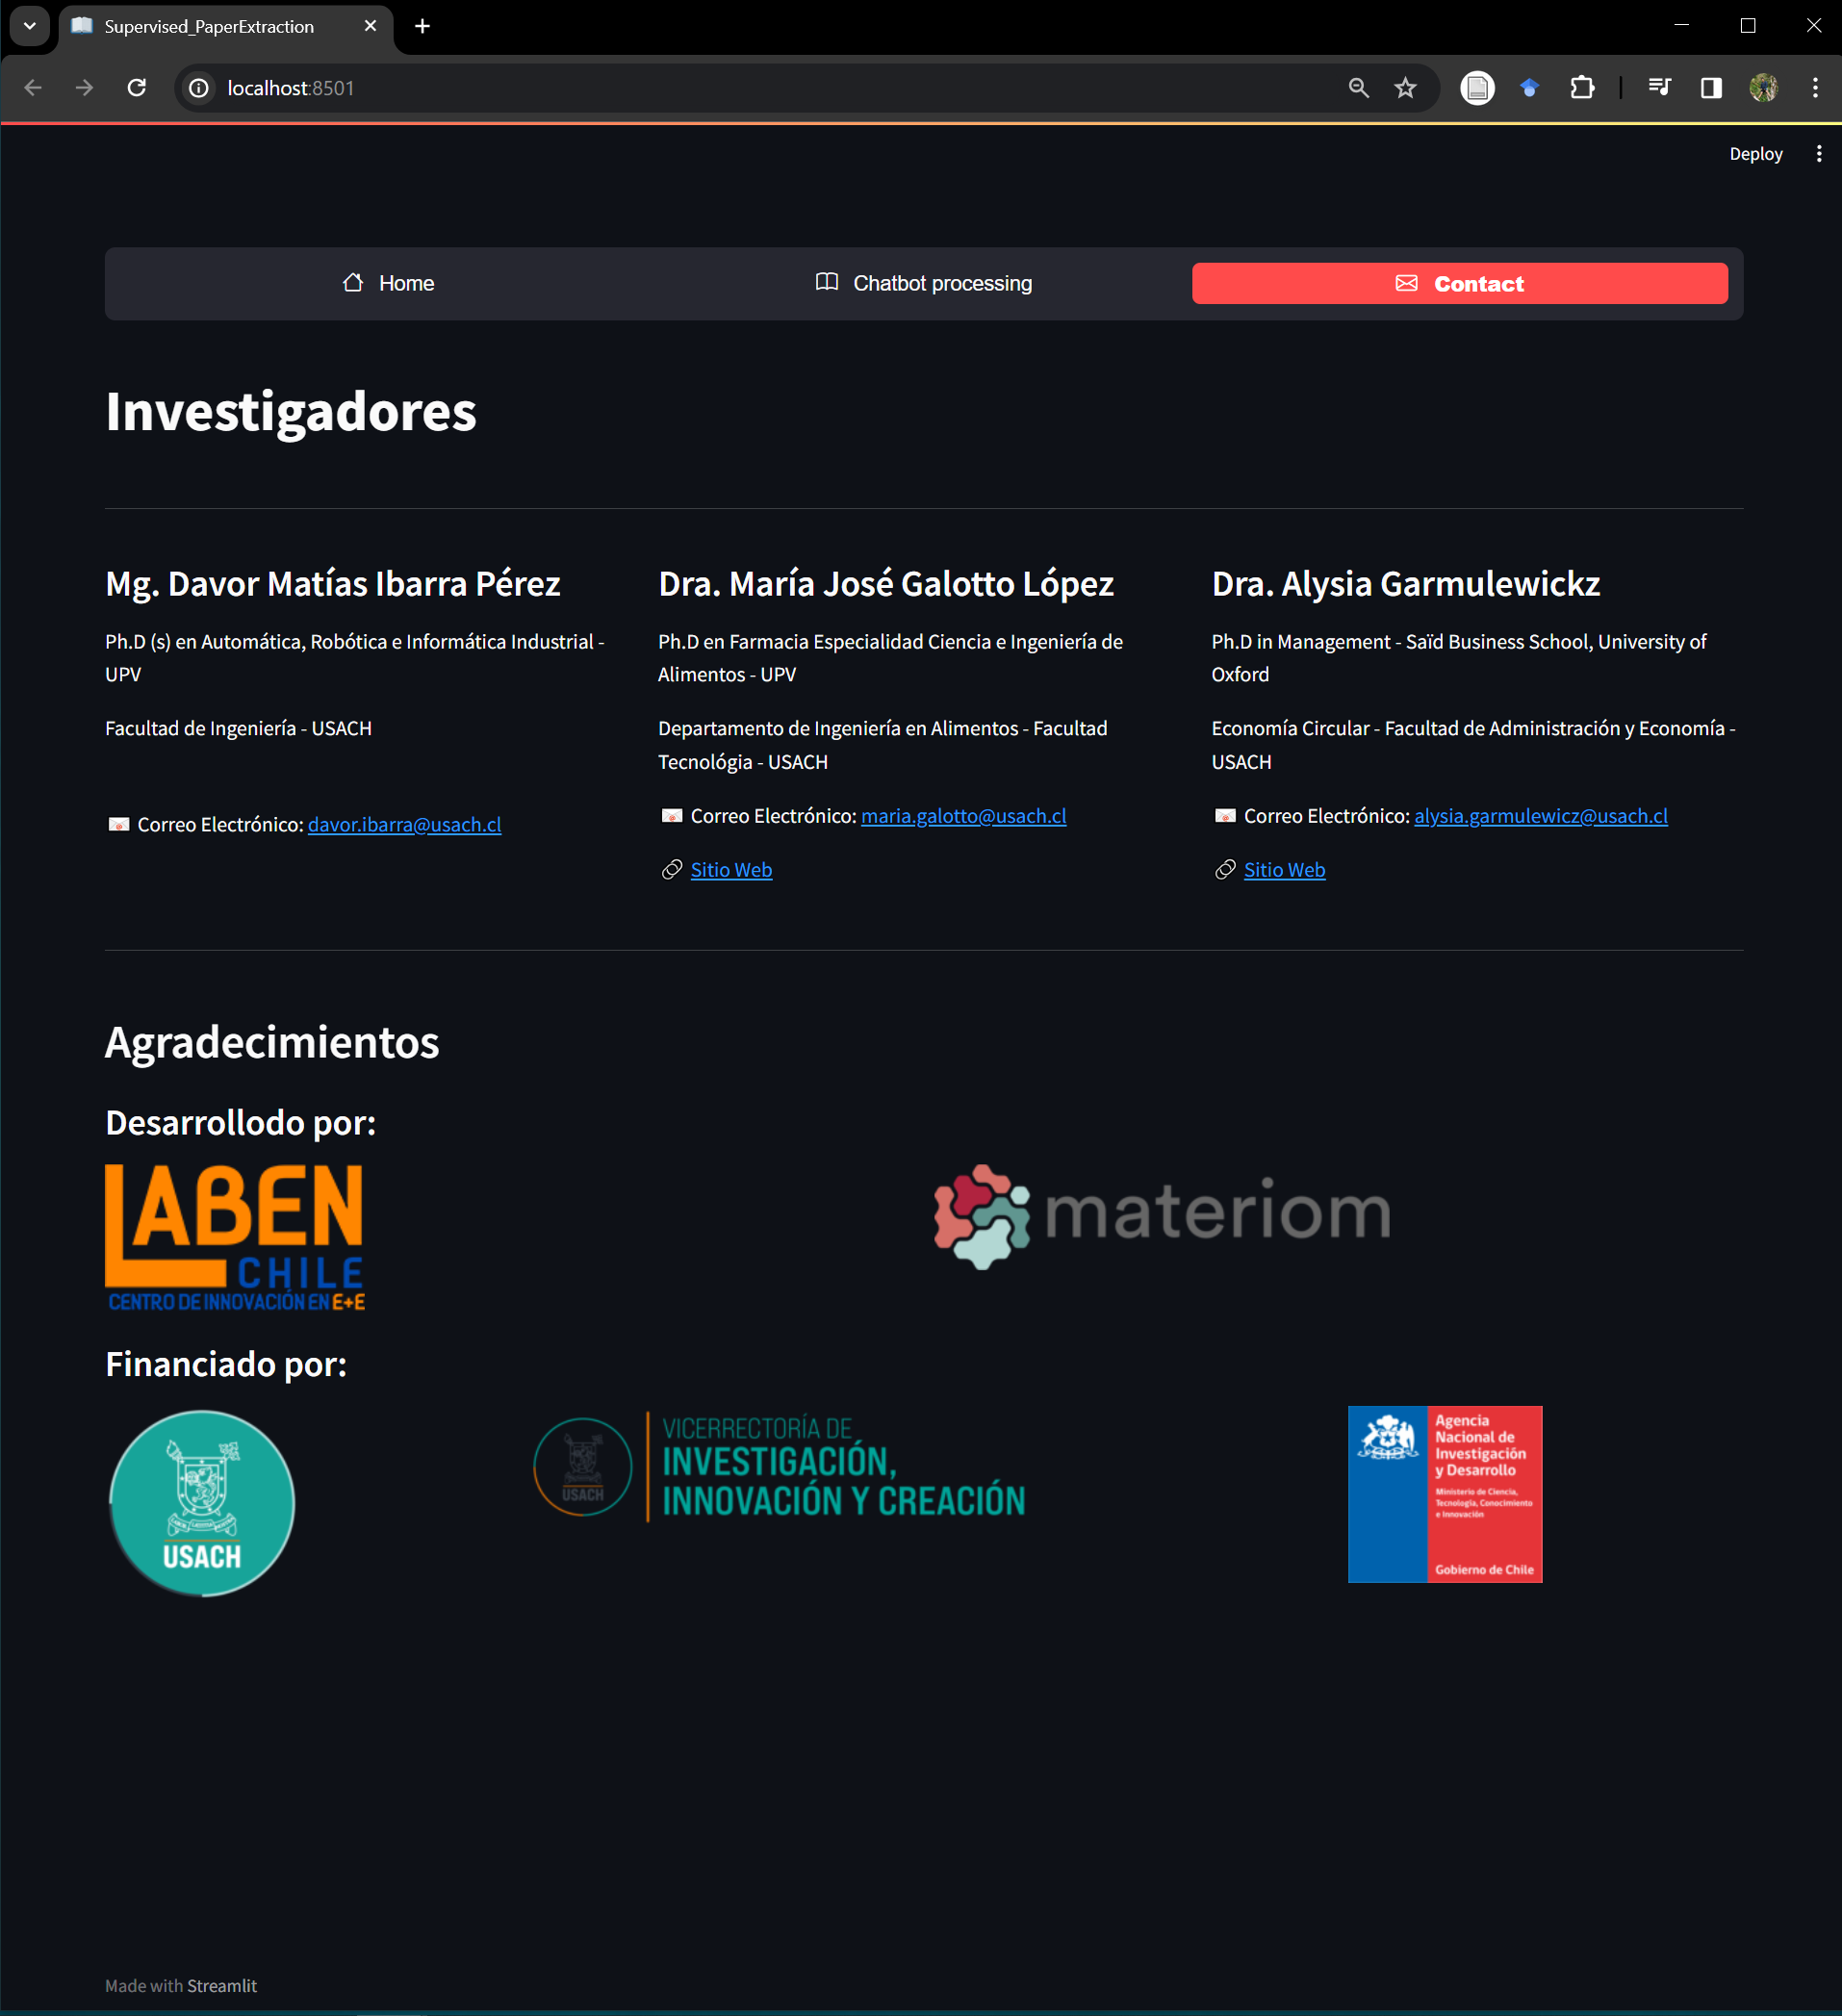 Supervised_PaperExtraction
localhost:8501
Deploy
Home
Chatbot processing
Contact
Investigadores
Mg. Davor Matías Ibarra Pérez
Ph.D (s) en Automática, Robótica e Informática Industrial -
UPV
Facultad de Ingeniería - USACH
Correo Electrónico: davor.ibarra@usach.cl
Dra. María José Galotto López
Ph.D en Farmacia Especialidad Ciencia e Ingeniería de
Alimentos - UPV
Departamento de Ingeniería en Alimentos - Facultad
Tecnológia - USACH
Correo Electrónico: maria.galotto@usach.cl
Sitio Web
Dra. Alysia Garmulewickz
Ph.D in Management - Saïd Business School, University of
Oxford
Economía Circular - Facultad de Administración y Economía -
USACH
Correo Electrónico: alysia.garmulewicz@usach.cl
Sitio Web
Agradecimientos
Desarrollodo por:
LABEN
CHILE
CENTRO DE INNOVACIÓN EN E+E
materiom
Financiado por:
USACH
USACH
VICERRECTORÍA DE
INVESTIGACIÓN,
INNOVACIÓN Y CREACIÓN
Agencia
Nacional de
Investigación
y Desarrollo
Ministerio de Ciencia,
Tecnología, Conocimiento
e Innovación
Gobierno de Chile
Made with Streamlit